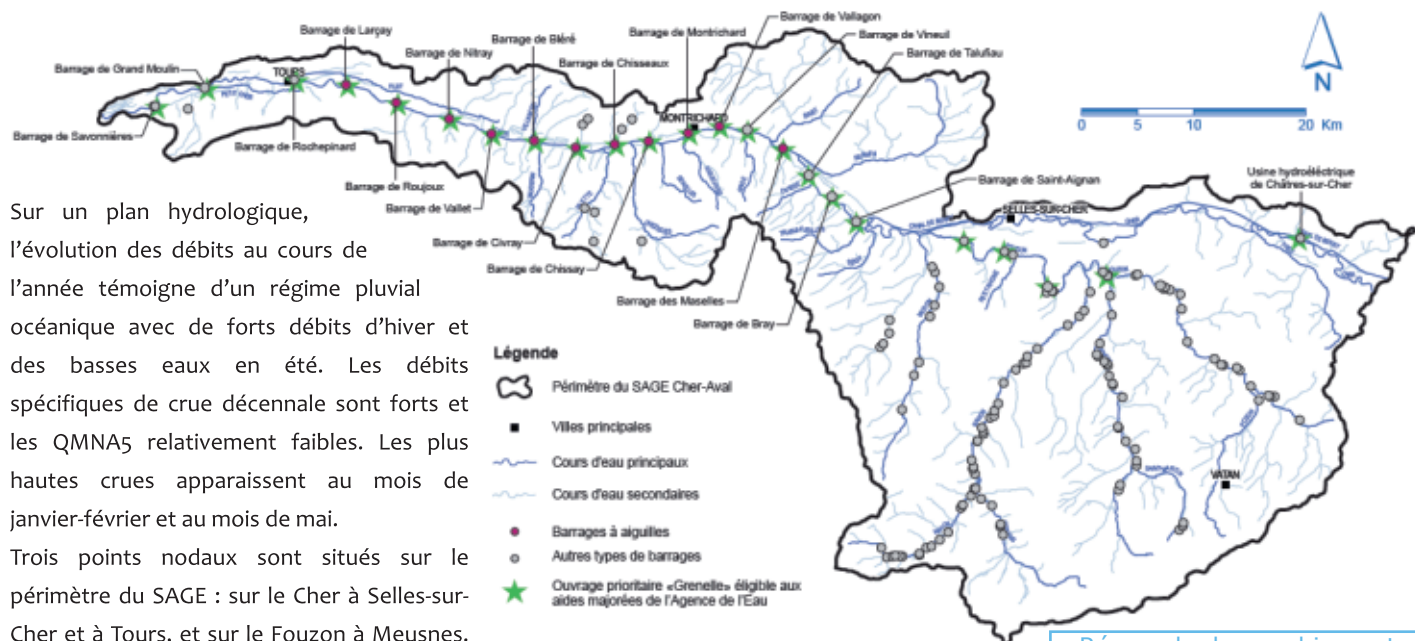 Barrage de Vallagon
Barrage de Larçay
Barrage de Montrichard
Barrage de Vineuil
Barrage de Bléré
Barrage de Nitray
Barrage de Talufiau
Barrage de Chisseaux
Barrage de Grand Moulin
TOURS
N
0 5 10 20 Km
MONTRICHARD
Barrage de Savonnières
Barrage de Rochepinard
Usine hydroélectrique
de Châtres-sur-Cher
Barrage de Saint-Aignan
Barrage de Roujoux
Barrage de Vallet
SELLES-SUR-CHER
Barrage de Civray
Barrage de Chissay
Barrage des Maselles
Barrage de Bray
VATAN
Sur un plan hydrologique,
l'évolution des débits au cours de
l'année témoigne d'un régime pluvial
océanique avec de forts débits d'hiver et
des basses eaux en été. Les débits
spécifiques de crue décennale sont forts et
les QMNA5 relativement faibles. Les plus
hautes crues apparaissent au mois de
janvier-février et au mois de mai.
Trois points nodaux sont situés sur le
périmètre du SAGE : sur le Cher à Selles-sur-
Cher et à Tours, et sur le Fouzon à Meusnes.
Légende
Périmètre du SAGE Cher-Aval
Villes principales
Cours d'eau principaux
Cours d'eau secondaires
Barrages à aiguilles
Autres types de barrages
Ouvrage prioritaire «Grenelle» éligible aux
aides majorées de l'Agence de l'Eau